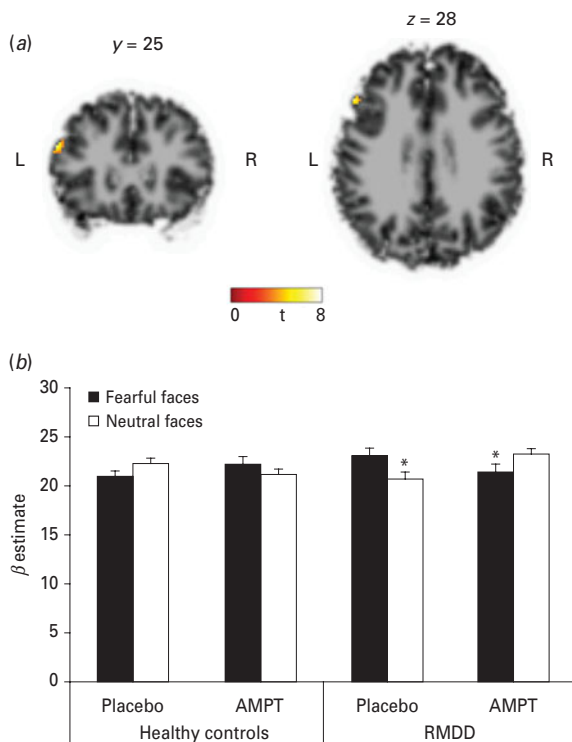 (a)
y = 25
z = 28
L
R
L
R
0 t 8
(b)
30
25
20
15
10
5
0
β estimate
Fearful faces
Neutral faces
*
*
Placebo AMPT Placebo AMPT
Healthy controls RMDD